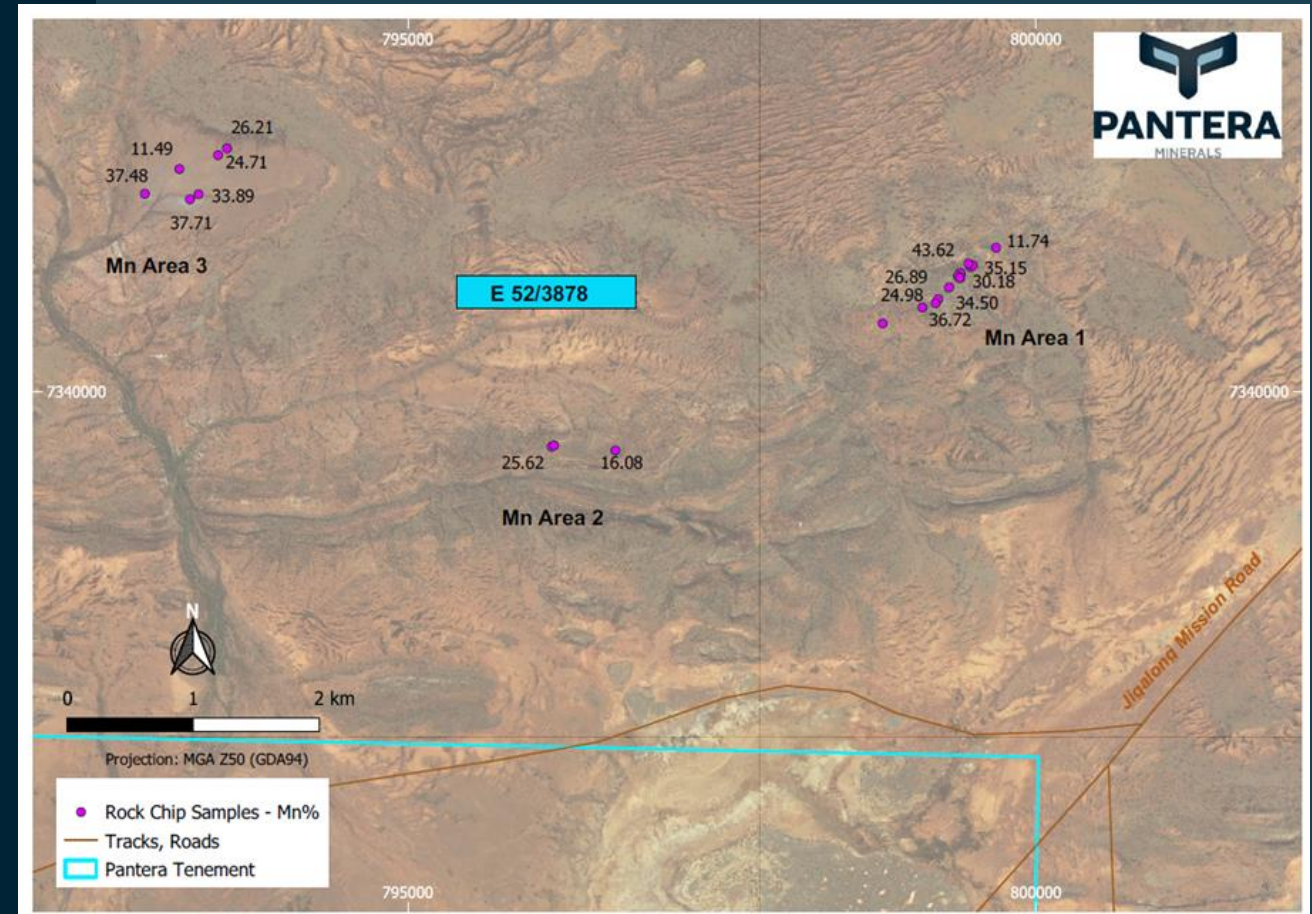 795000
800000
PANTERA
MINERALS
26.21
11.49
24.71
37.48
33.89
37.71
Mn Area 3
11.74
43.62
35.15
26.89
30.18
24.98
34.50
36.72
Mn Area 1
E 52/3878
7340000
7340000
25.62
16.08
Mn Area 2
Jigalong Mission Road
N
0 1 2 km
Projection: MGA Z50 (GDA94)
Rock Chip Samples - Mn%
Tracks, Roads
Pantera Tenement
795000
800000